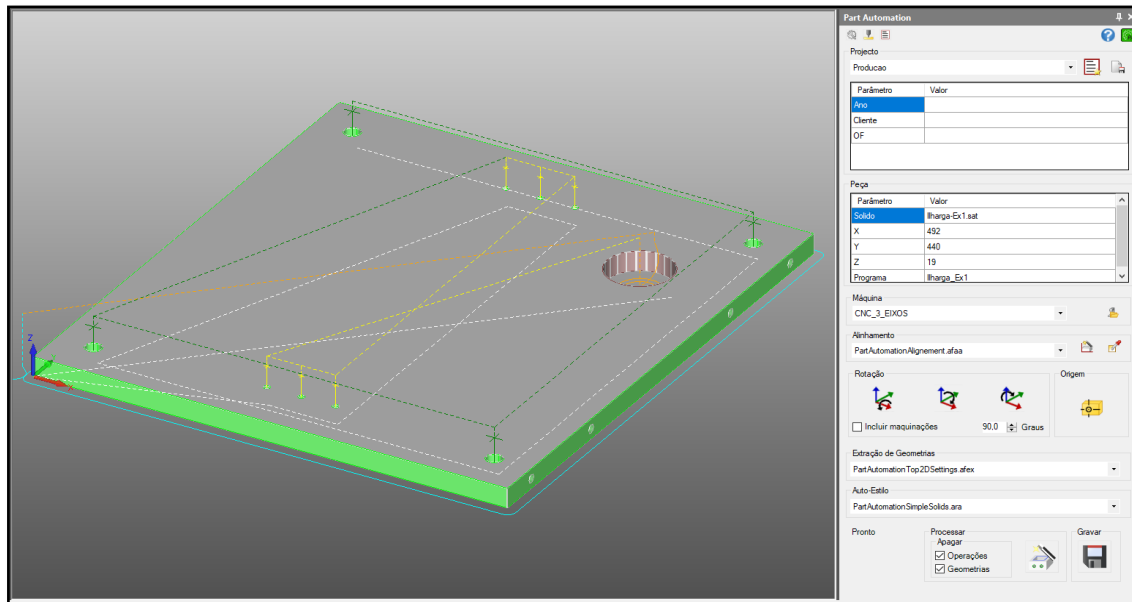 Part Automation
Projecto
Producao
Parâmetro Valor
Ano
Cliente
OF
Peça
Parâmetro Valor
Solido Ilharga-Ex1.sat
X 492
Y 440
Z 19
Programa Ilharga_Ex1
Máquina
CNC_3_EIXOS
Alinhamento
PartAutomationAlignement.afaa
Rotação Origem
Incluir maquinações 90.0 Graus
Extração de Geometrias
PartAutomationTop2DSettings.afex
Auto-Estilo
PartAutomationSimpleSolids.ara
Pronto Processar Gravar
Apagar
Operações
Geometrias
Z
X